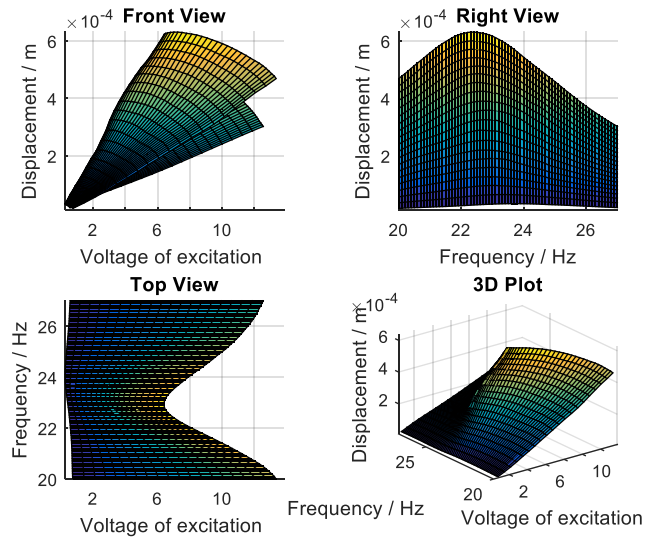 ×10⁻⁴ Front View
Displacement / m
6
4
2
2 6 10
Voltage of excitation
×10⁻⁴ Right View
Displacement / m
6
4
2
20 22 24 26
Frequency / Hz
Top View
Frequency / Hz
26
24
22
20
2 6 10
Voltage of excitation
3D Plot
×10⁻⁴
Displacement / m
6
4
2
25
20
2 6 10
Frequency / Hz
Voltage of excitation